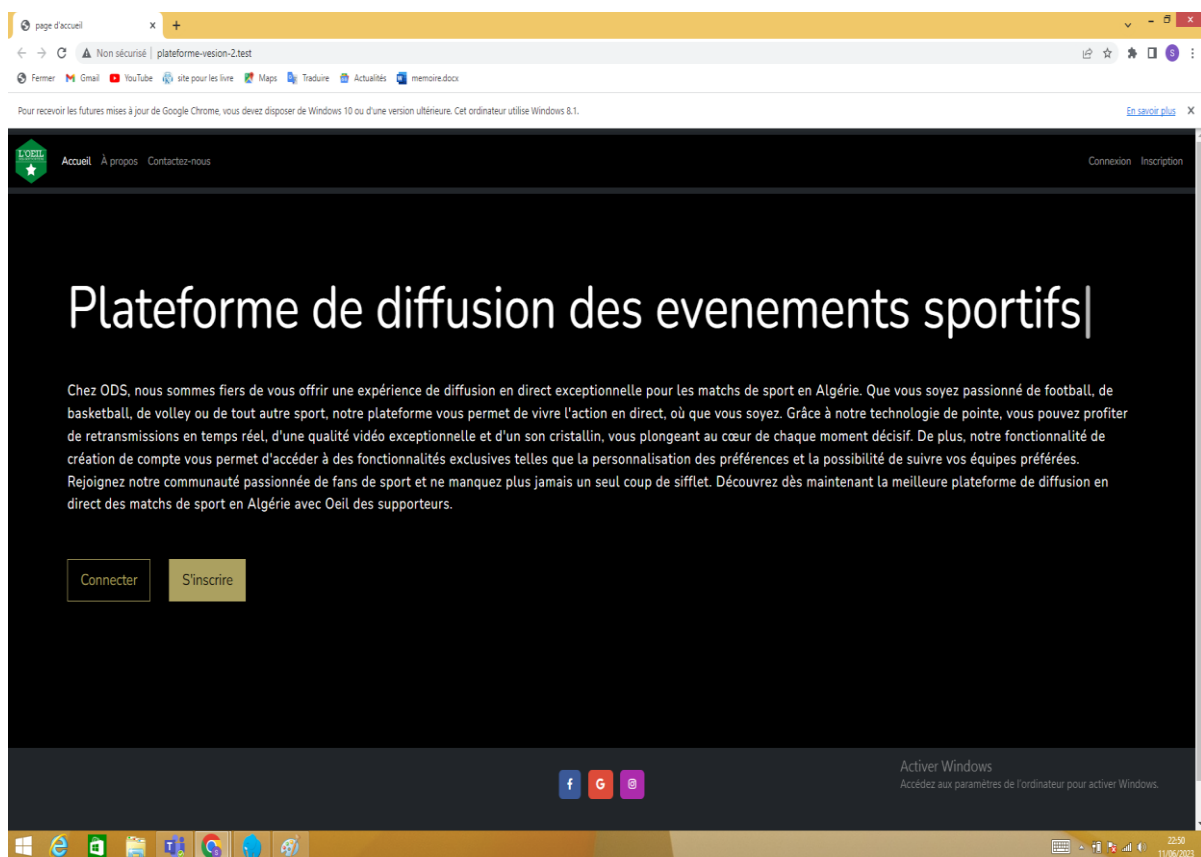 page d'accueil
Non sécurisé plateforme-vesion-2.test
Fermer Gmail YouTube site pour les livre Maps Traduire Actualités memoire.docx
Pour recevoir les futures mises à jour de Google Chrome, vous devez disposer de Windows 10 ou d'une version ultérieure. Cet ordinateur utilise Windows 8.1. En savoir plus
L'OEIL
Accueil À propos Contactez-nous Connexion Inscription
Plateforme de diffusion des evenements sportifs
Chez ODS, nous sommes fiers de vous offrir une expérience de diffusion en direct exceptionnelle pour les matchs de sport en Algérie. Que vous soyez passionné de football, de
basketball, de volley ou de tout autre sport, notre plateforme vous permet de vivre l'action en direct, où que vous soyez. Grâce à notre technologie de pointe, vous pouvez profiter
de retransmissions en temps réel, d'une qualité vidéo exceptionnelle et d'un son cristallin, vous plongeant au cœur de chaque moment décisif. De plus, notre fonctionnalité de
création de compte vous permet d'accéder à des fonctionnalités exclusives telles que la personnalisation des préférences et la possibilité de suivre vos équipes préférées.
Rejoignez notre communauté passionnée de fans de sport et ne manquez plus jamais un seul coup de sifflet. Découvrez dès maintenant la meilleure plateforme de diffusion en
direct des matchs de sport en Algérie avec Oeil des supporteurs.
Connecter S'inscrire
Activer Windows
Accédez aux paramètres de l'ordinateur pour activer Windows.
22:50
11/06/2023